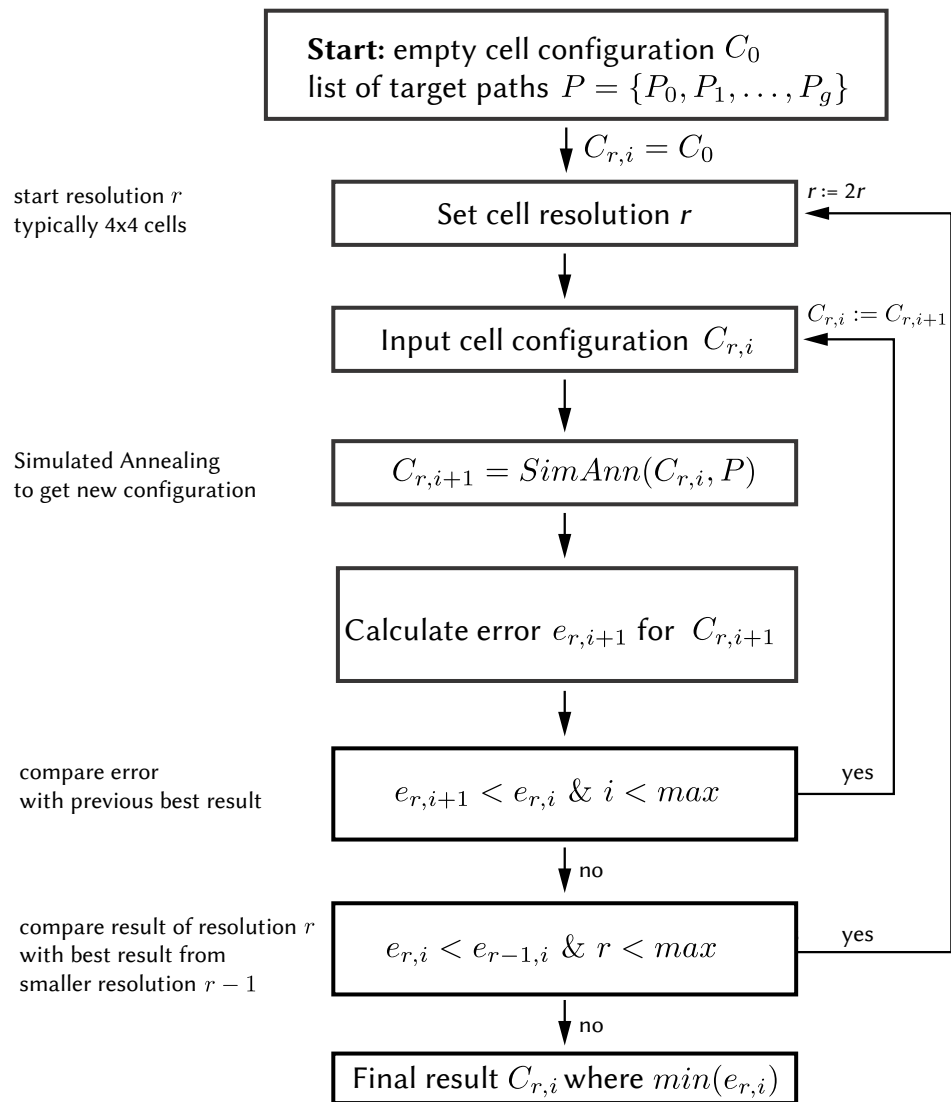 Start: empty cell configuration C_0
list of target paths P = {P_0, P_1, . . . , P_g}
C_{r,i} = C_0
start resolution r
typically 4x4 cells
Set cell resolution r
r := 2r
Input cell configuration C_{r,i}
C_{r,i} := C_{r,i+1}
Simulated Annealing
to get new configuration
C_{r,i+1} = SimAnn(C_{r,i}, P)
Calculate error e_{r,i+1} for C_{r,i+1}
compare error
with previous best result
e_{r,i+1} < e_{r,i} & i < max
yes
no
compare result of resolution r
with best result from
smaller resolution r − 1
e_{r,i} < e_{r−1,i} & r < max
yes
no
Final result C_{r,i} where min(e_{r,i})